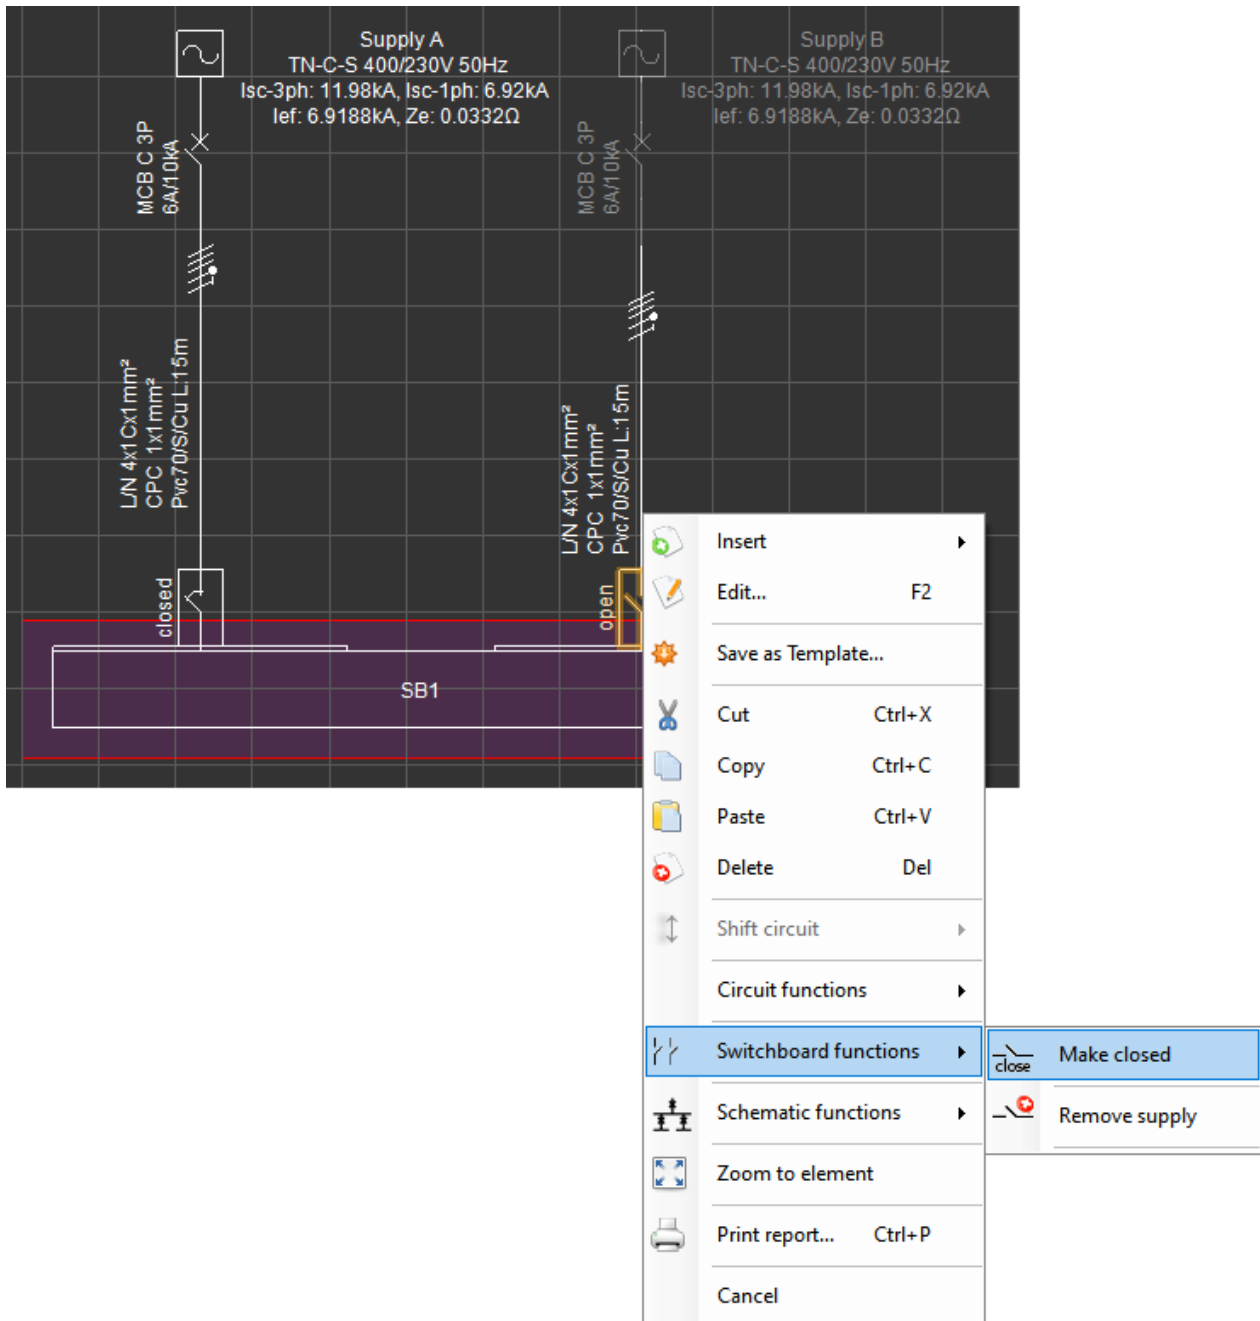 Supply A
TN-C-S 400/230V 50Hz
Isc-3ph: 11.98kA, Isc-1ph: 6.92kA
Ief: 6.9188kA, Ze: 0.0332Ω
MCB C 3P
6A/10kA
L/N 4x1Cx1mm²
CPC 1x1mm²
Pvc70/S/Cu L:15m
closed
Supply B
TN-C-S 400/230V 50Hz
Isc-3ph: 11.98kA, Isc-1ph: 6.92kA
Ief: 6.9188kA, Ze: 0.0332Ω
MCB C 3P
6A/10kA
L/N 4x1Cx1mm²
CPC 1x1mm²
Pvc70/S/Cu L:15m
open
SB1
Insert
Edit... F2
Save as Template...
Cut Ctrl+X
Copy Ctrl+C
Paste Ctrl+V
Delete Del
Shift circuit
Circuit functions
Switchboard functions
close Make closed
Remove supply
Schematic functions
Zoom to element
Print report... Ctrl+P
Cancel